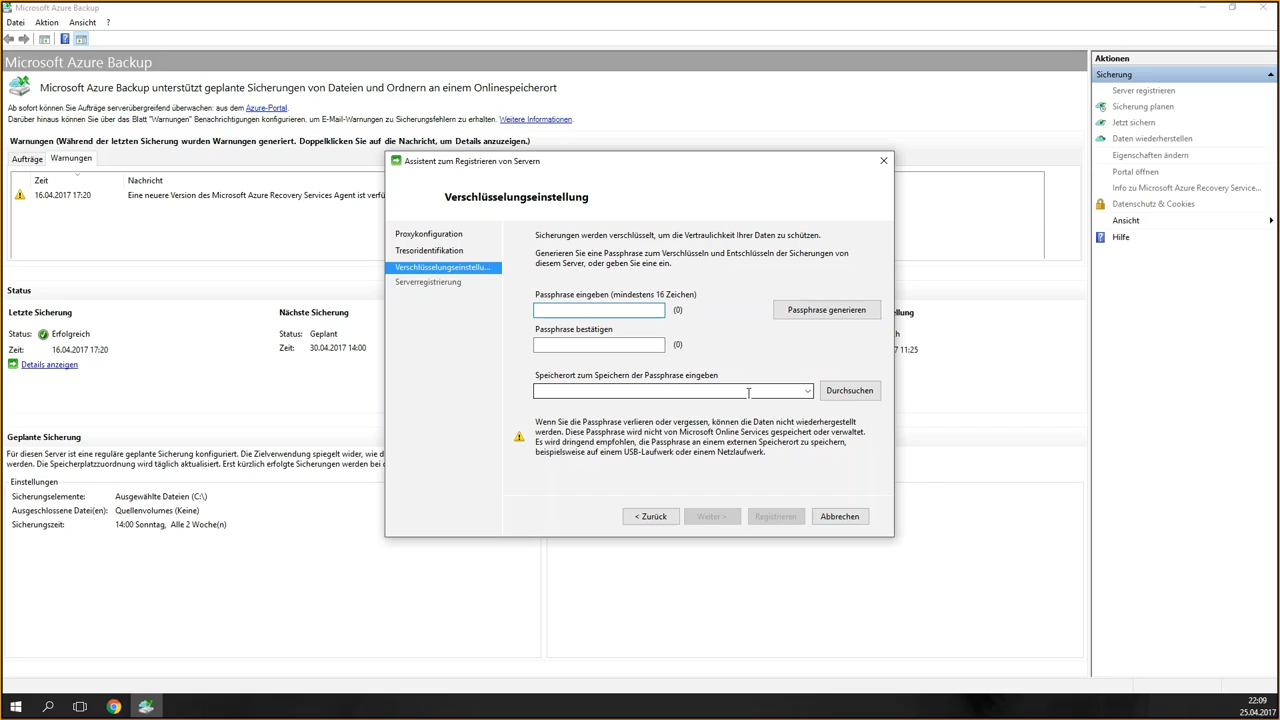 Microsoft Azure Backup
Datei Aktion Ansicht ?
Microsoft Azure Backup
Microsoft Azure Backup unterstützt geplante Sicherungen von Dateien und Ordnern an einem Onlinespeicherort
Ab sofort können Sie Aufträge serverübergreifend überwachen: aus dem Azure-Portal.
Darüber hinaus können Sie über das Blatt "Warnungen" Benachrichtigungen konfigurieren, um E-Mail-Warnungen zu Sicherungsfehlern zu erhalten. Weitere Informationen.
Warnungen (Während der letzten Sicherung wurden Warnungen generiert. Doppelklicken Sie auf die Nachricht, um Details anzuzeigen.)
Aufträge Warnungen
Zeit Nachricht
16.04.2017 17:20 Eine neuere Version des Microsoft Azure Recovery Services Agent ist verfü
Status
Letzte Sicherung
Status: Erfolgreich
Zeit: 16.04.2017 17:20
Details anzeigen
Nächste Sicherung
Status: Geplant
Zeit: 30.04.2017 14:00
ellung
11:25
Geplante Sicherung
Für diesen Server ist eine reguläre geplante Sicherung konfiguriert. Die Zielverwendung spiegelt wider, wie d
werden. Die Speicherplatzzuordnung wird täglich aktualisiert. Erst kürzlich erfolgte Sicherungen werden bei d
Einstellungen
Sicherungselemente: Ausgewählte Dateien (C:\)
Ausgeschlossene Datei(en): Quellenvolumes (Keine)
Sicherungszeit: 14:00 Sonntag, Alle 2 Woche(n)
Assistent zum Registrieren von Servern
Verschlüsselungseinstellung
Proxykonfiguration
Tresoridentifikation
Verschlüsselungseinstellu...
Serverregistrierung
Sicherungen werden verschlüsselt, um die Vertraulichkeit Ihrer Daten zu schützen.
Generieren Sie eine Passphrase zum Verschlüsseln und Entschlüsseln der Sicherungen von
diesem Server, oder geben Sie eine ein.
Passphrase eingeben (mindestens 16 Zeichen)
(0) Passphrase generieren
Passphrase bestätigen
(0)
Speicherort zum Speichern der Passphrase eingeben
Durchsuchen
Wenn Sie die Passphrase verlieren oder vergessen, können die Daten nicht wiederhergestellt
werden. Diese Passphrase wird nicht von Microsoft Online Services gespeichert oder verwaltet.
Es wird dringend empfohlen, die Passphrase an einem externen Speicherort zu speichern,
beispielsweise auf einem USB-Laufwerk oder einem Netzlaufwerk.
< Zurück Weiter > Registrieren Abbrechen
Aktionen
Sicherung
Server registrieren
Sicherung planen
Jetzt sichern
Daten wiederherstellen
Eigenschaften ändern
Portal öffnen
Info zu Microsoft Azure Recovery Service...
Datenschutz & Cookies
Ansicht
Hilfe
22:09
25.04.2017